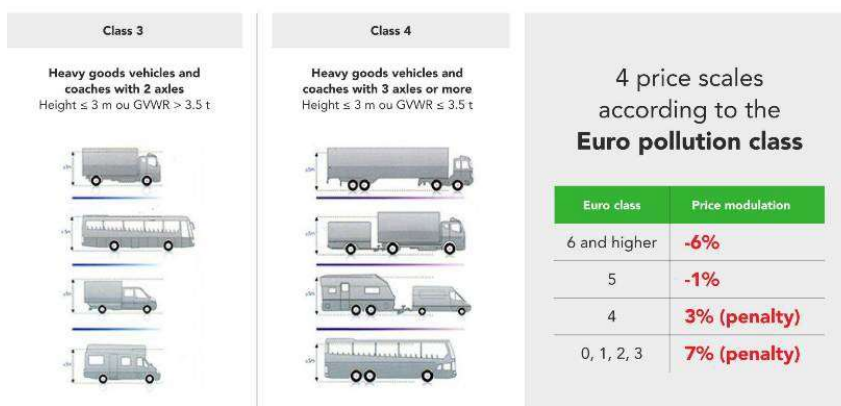 Class 3
Heavy goods vehicles and
coaches with 2 axles
Height ≤ 3 m ou GVWR > 3.5 t
Class 4
Heavy goods vehicles and
coaches with 3 axles or more
Height ≤ 3 m ou GVWR ≤ 3.5 t
4 price scales
according to the
Euro pollution class
Euro class Price modulation
6 and higher -6%
5 -1%
4 3% (penalty)
0, 1, 2, 3 7% (penalty)